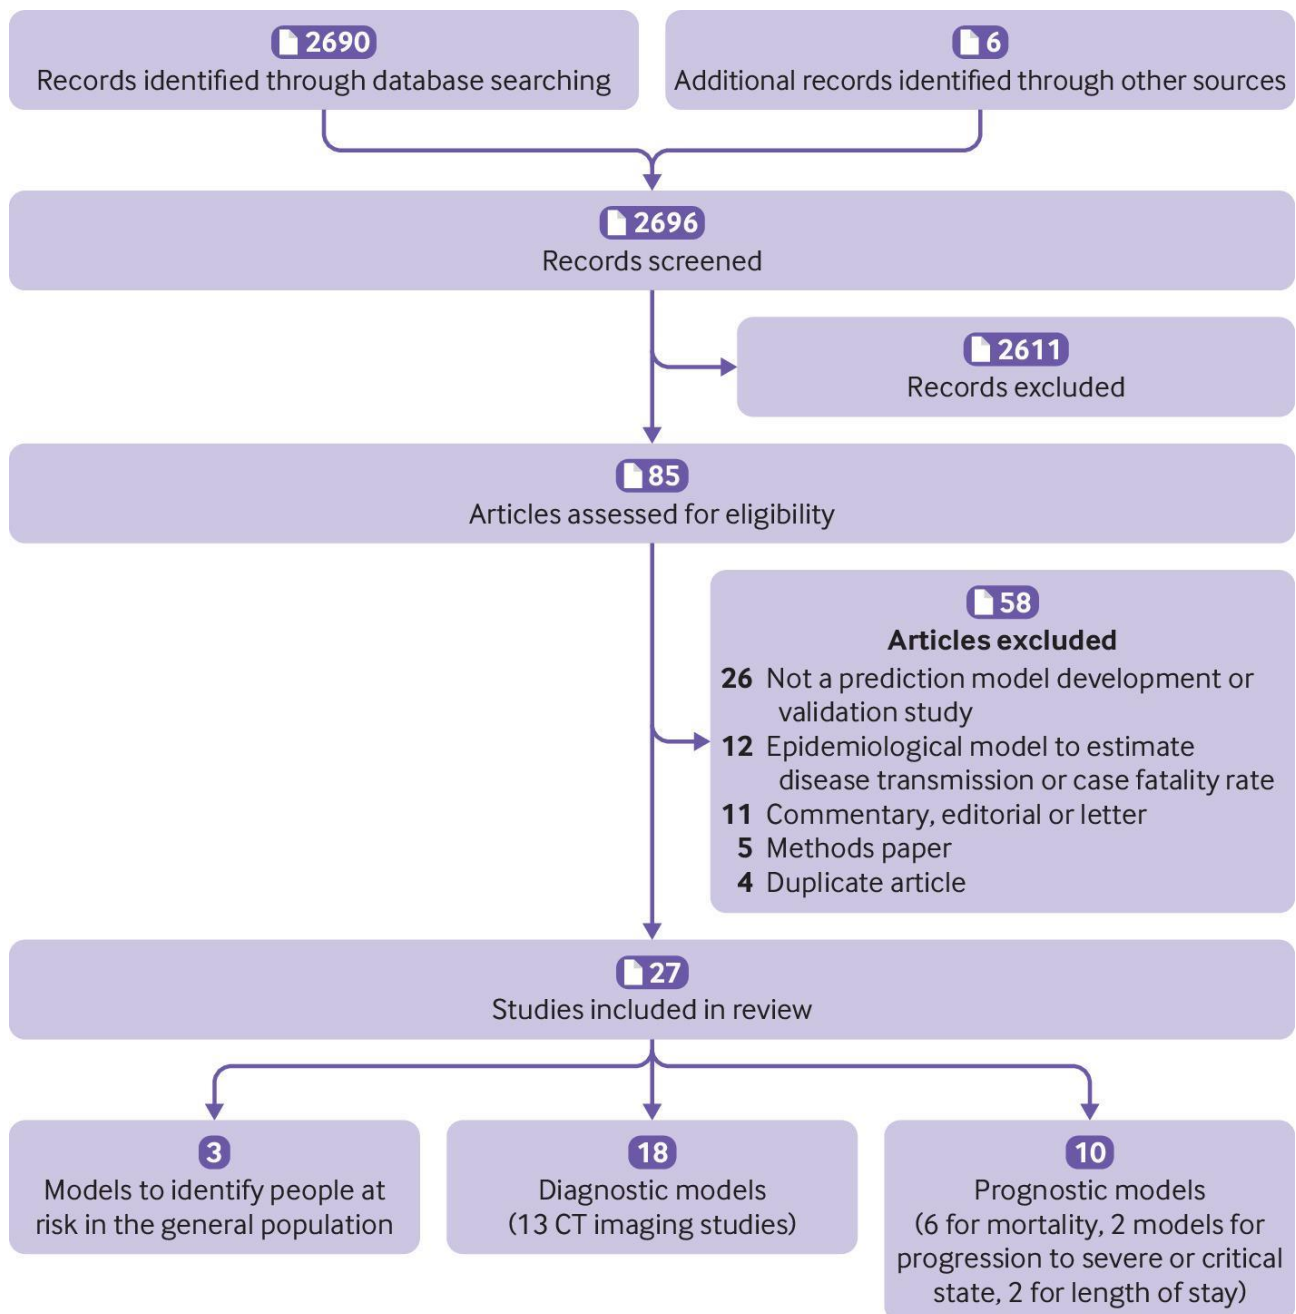 2690
Records identified through database searching
6
Additional records identified through other sources
2696
Records screened
2611
Records excluded
85
Articles assessed for eligibility
58
Articles excluded
26 Not a prediction model development or
validation study
12 Epidemiological model to estimate
disease transmission or case fatality rate
11 Commentary, editorial or letter
5 Methods paper
4 Duplicate article
27
Studies included in review
3
Models to identify people at
risk in the general population
18
Diagnostic models
(13 CT imaging studies)
10
Prognostic models
(6 for mortality, 2 models for
progression to severe or critical
state, 2 for length of stay)